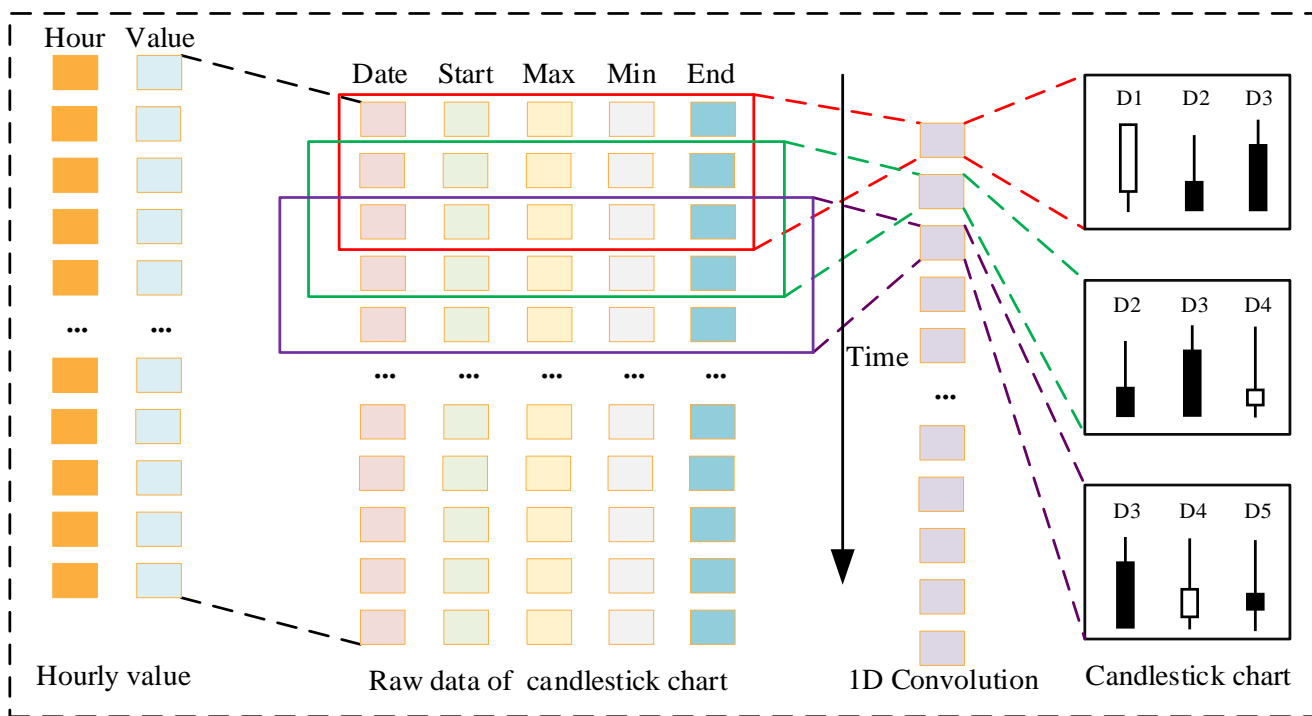 Hour Value
Date Start Max Min End
D1 D2 D3
... ...
D2 D3 D4
Time
... ... ... ... ...
...
D3 D4 D5
Hourly value
Raw data of candlestick chart
1D Convolution
Candlestick chart